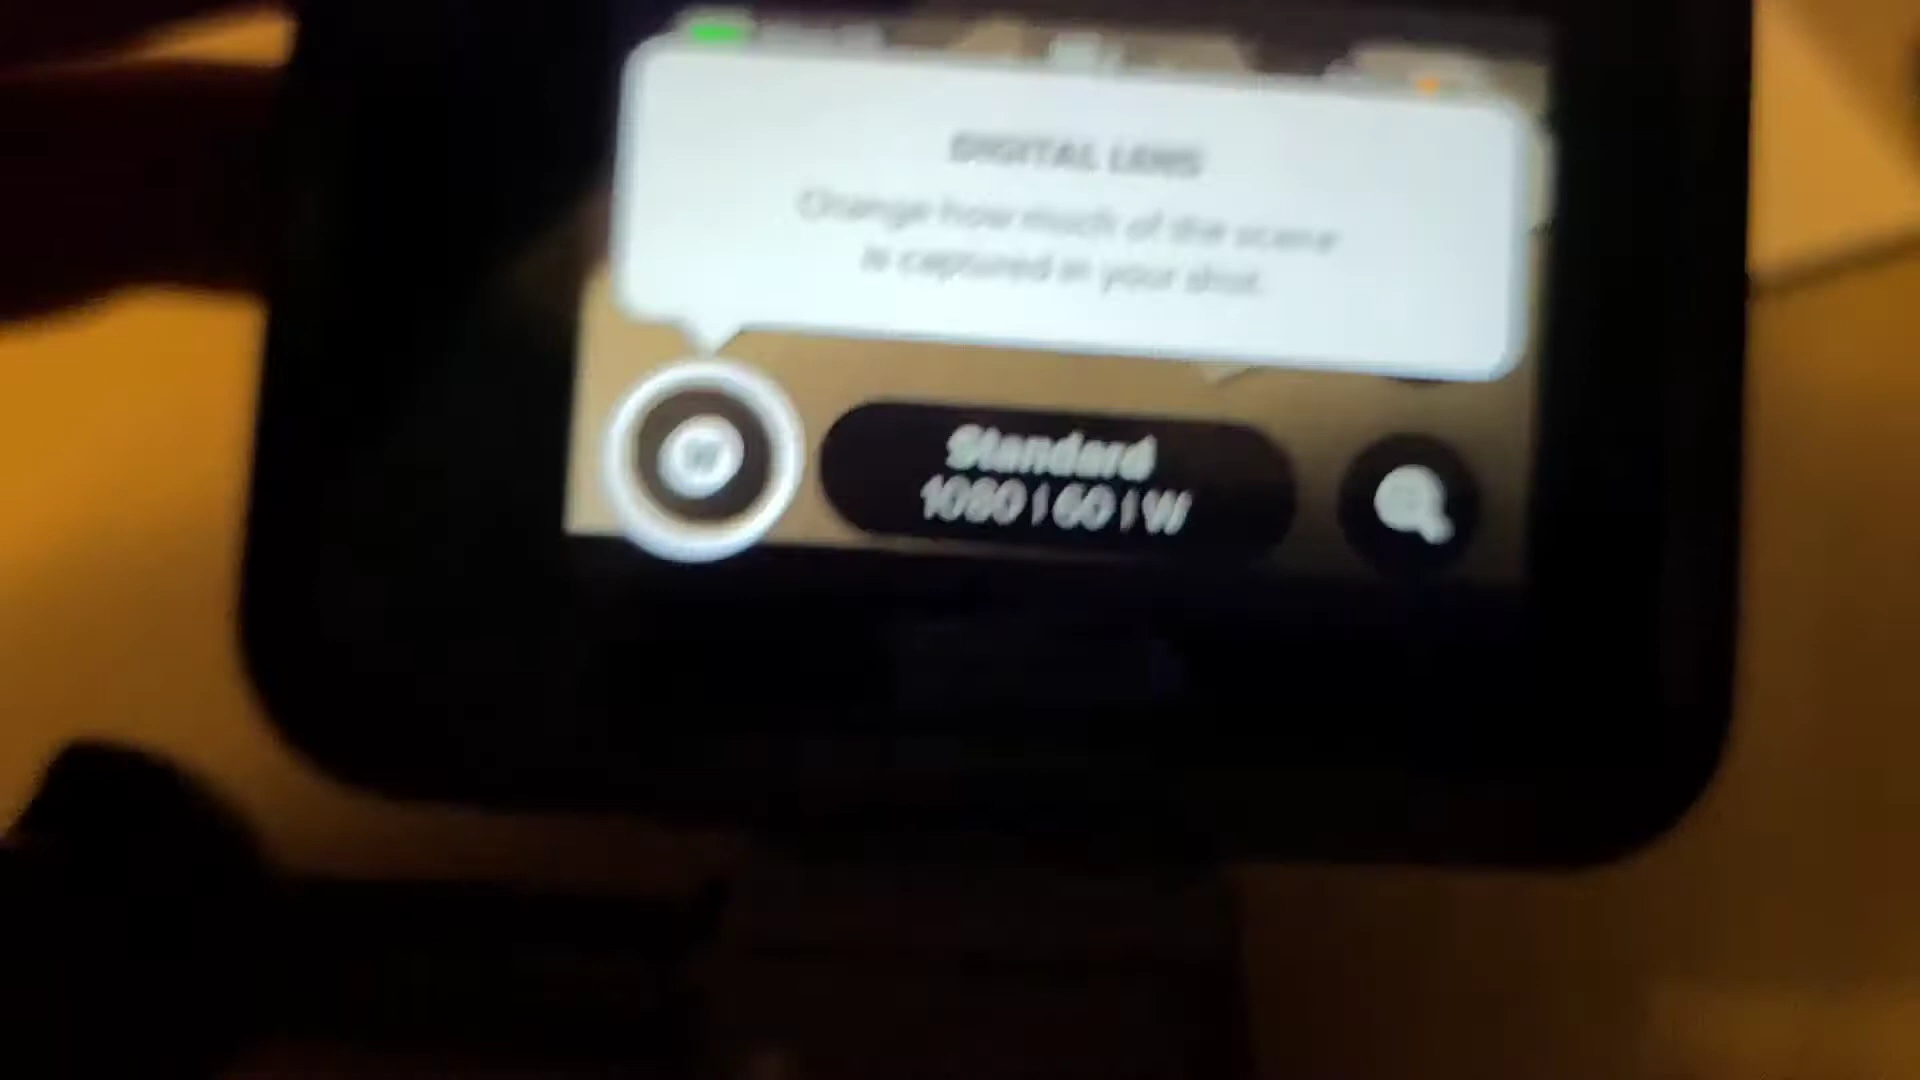 DIGITAL LENS
Change how much of the scene
is captured in your shot.
W
Standard
1080 | 60 | W